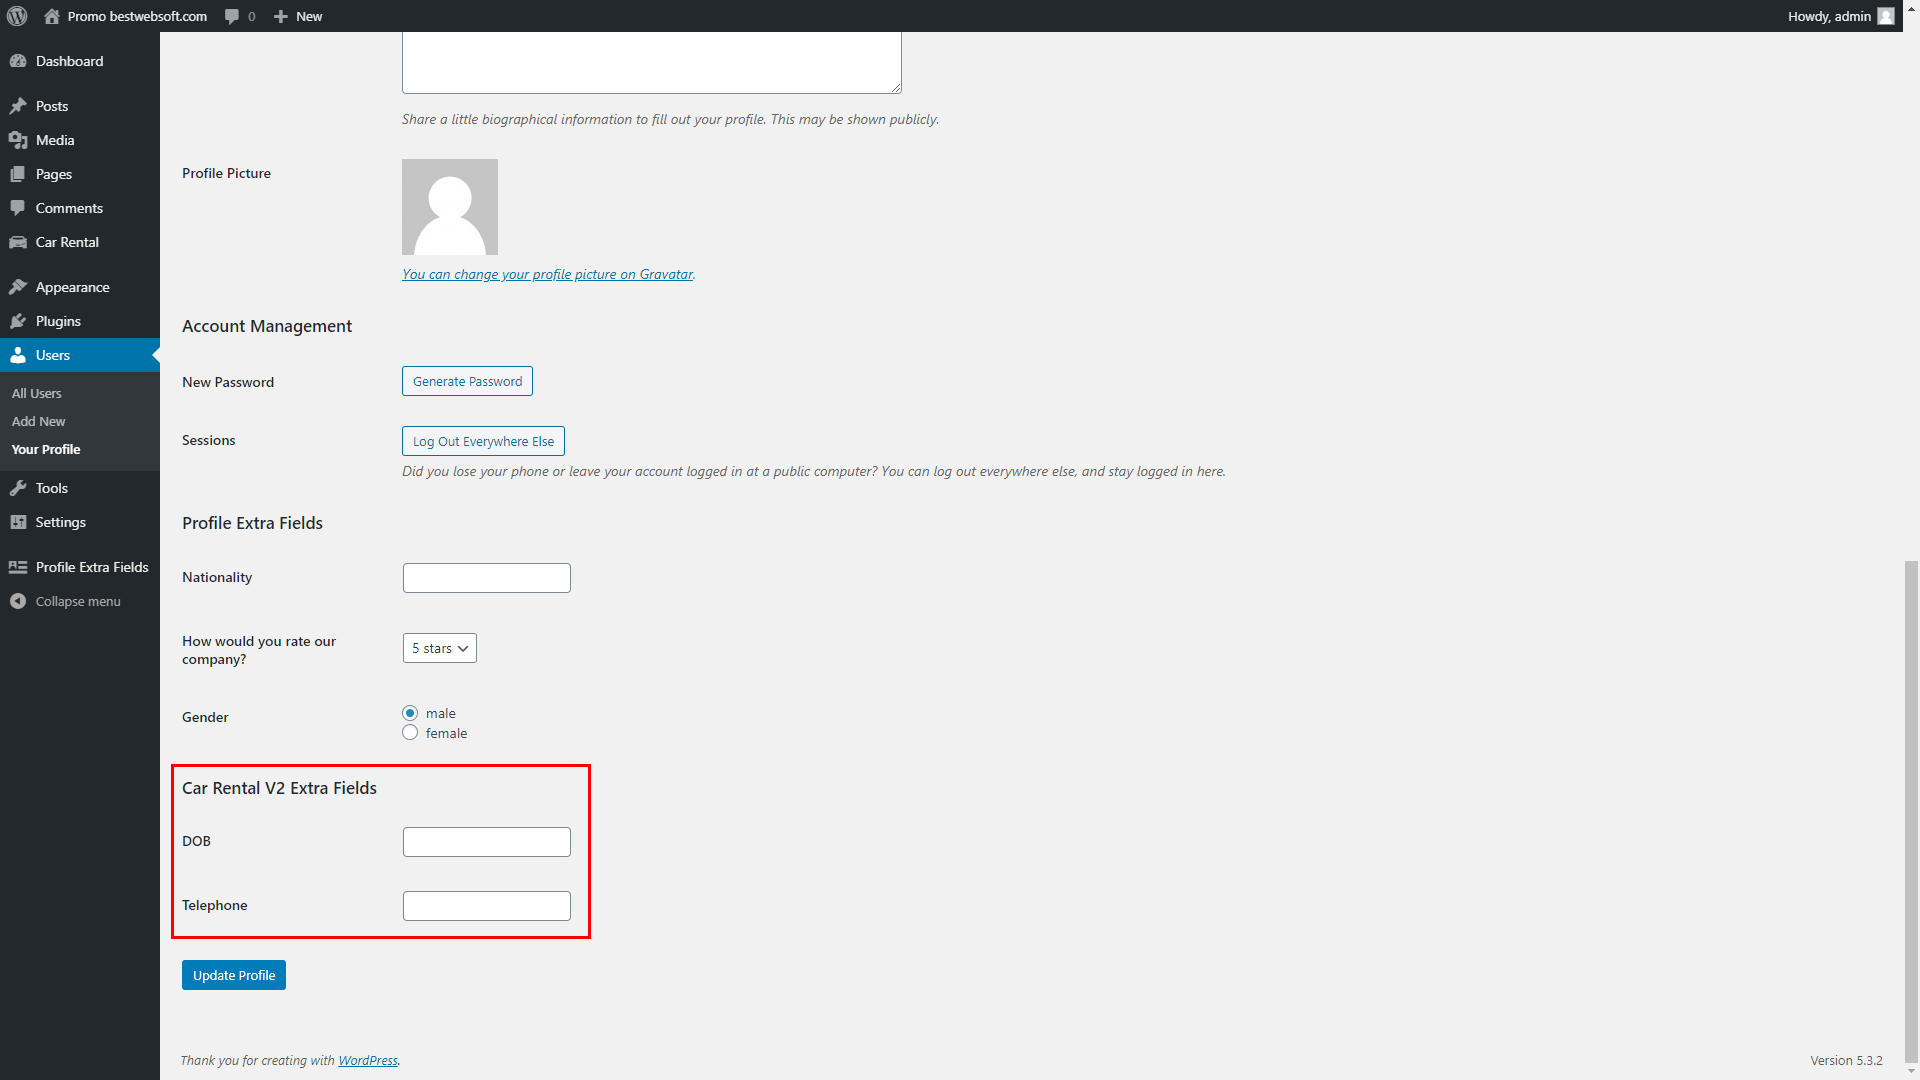 Promo bestwebsoft.com 0 New Howdy, admin
Dashboard
Posts
Media
Pages
Comments
Car Rental
Appearance
Plugins
Users
All Users
Add New
Your Profile
Tools
Settings
Profile Extra Fields
Collapse menu
Share a little biographical information to fill out your profile. This may be shown publicly.
Profile Picture
You can change your profile picture on Gravatar.
Account Management
New Password Generate Password
Sessions Log Out Everywhere Else
Did you lose your phone or leave your account logged in at a public computer? You can log out everywhere else, and stay logged in here.
Profile Extra Fields
Nationality
How would you rate our
company?
5 stars
Gender
male
female
Car Rental V2 Extra Fields
DOB
Telephone
Update Profile
Thank you for creating with WordPress. Version 5.3.2